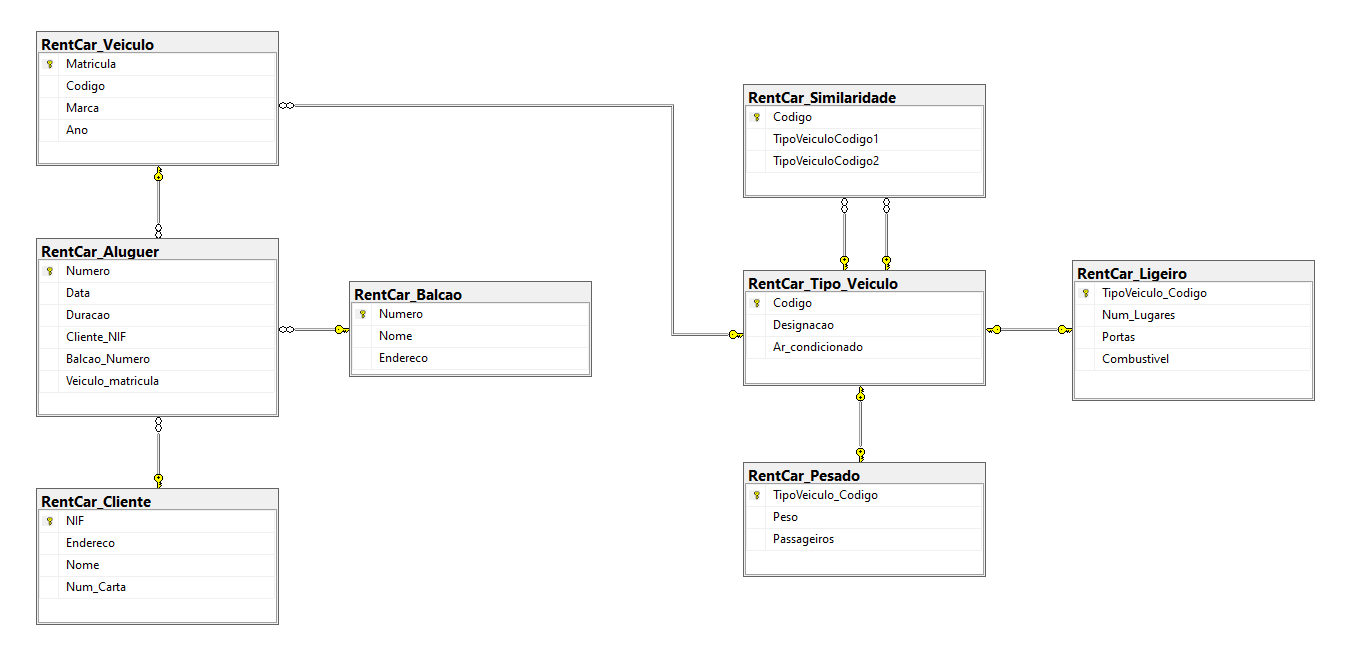 RentCar_Veiculo
Matricula
Codigo
Marca
Ano
RentCar_Aluguer
Numero
Data
Duracao
Cliente_NIF
Balcao_Numero
Veiculo_matricula
RentCar_Cliente
NIF
Endereco
Nome
Num_Carta
RentCar_Balcao
Numero
Nome
Endereco
RentCar_Similaridade
Codigo
TipoVeiculoCodigo1
TipoVeiculoCodigo2
RentCar_Tipo_Veiculo
Codigo
Designacao
Ar_condicionado
RentCar_Pesado
TipoVeiculo_Codigo
Peso
Passageiros
RentCar_Ligeiro
TipoVeiculo_Codigo
Num_Lugares
Portas
Combustivel